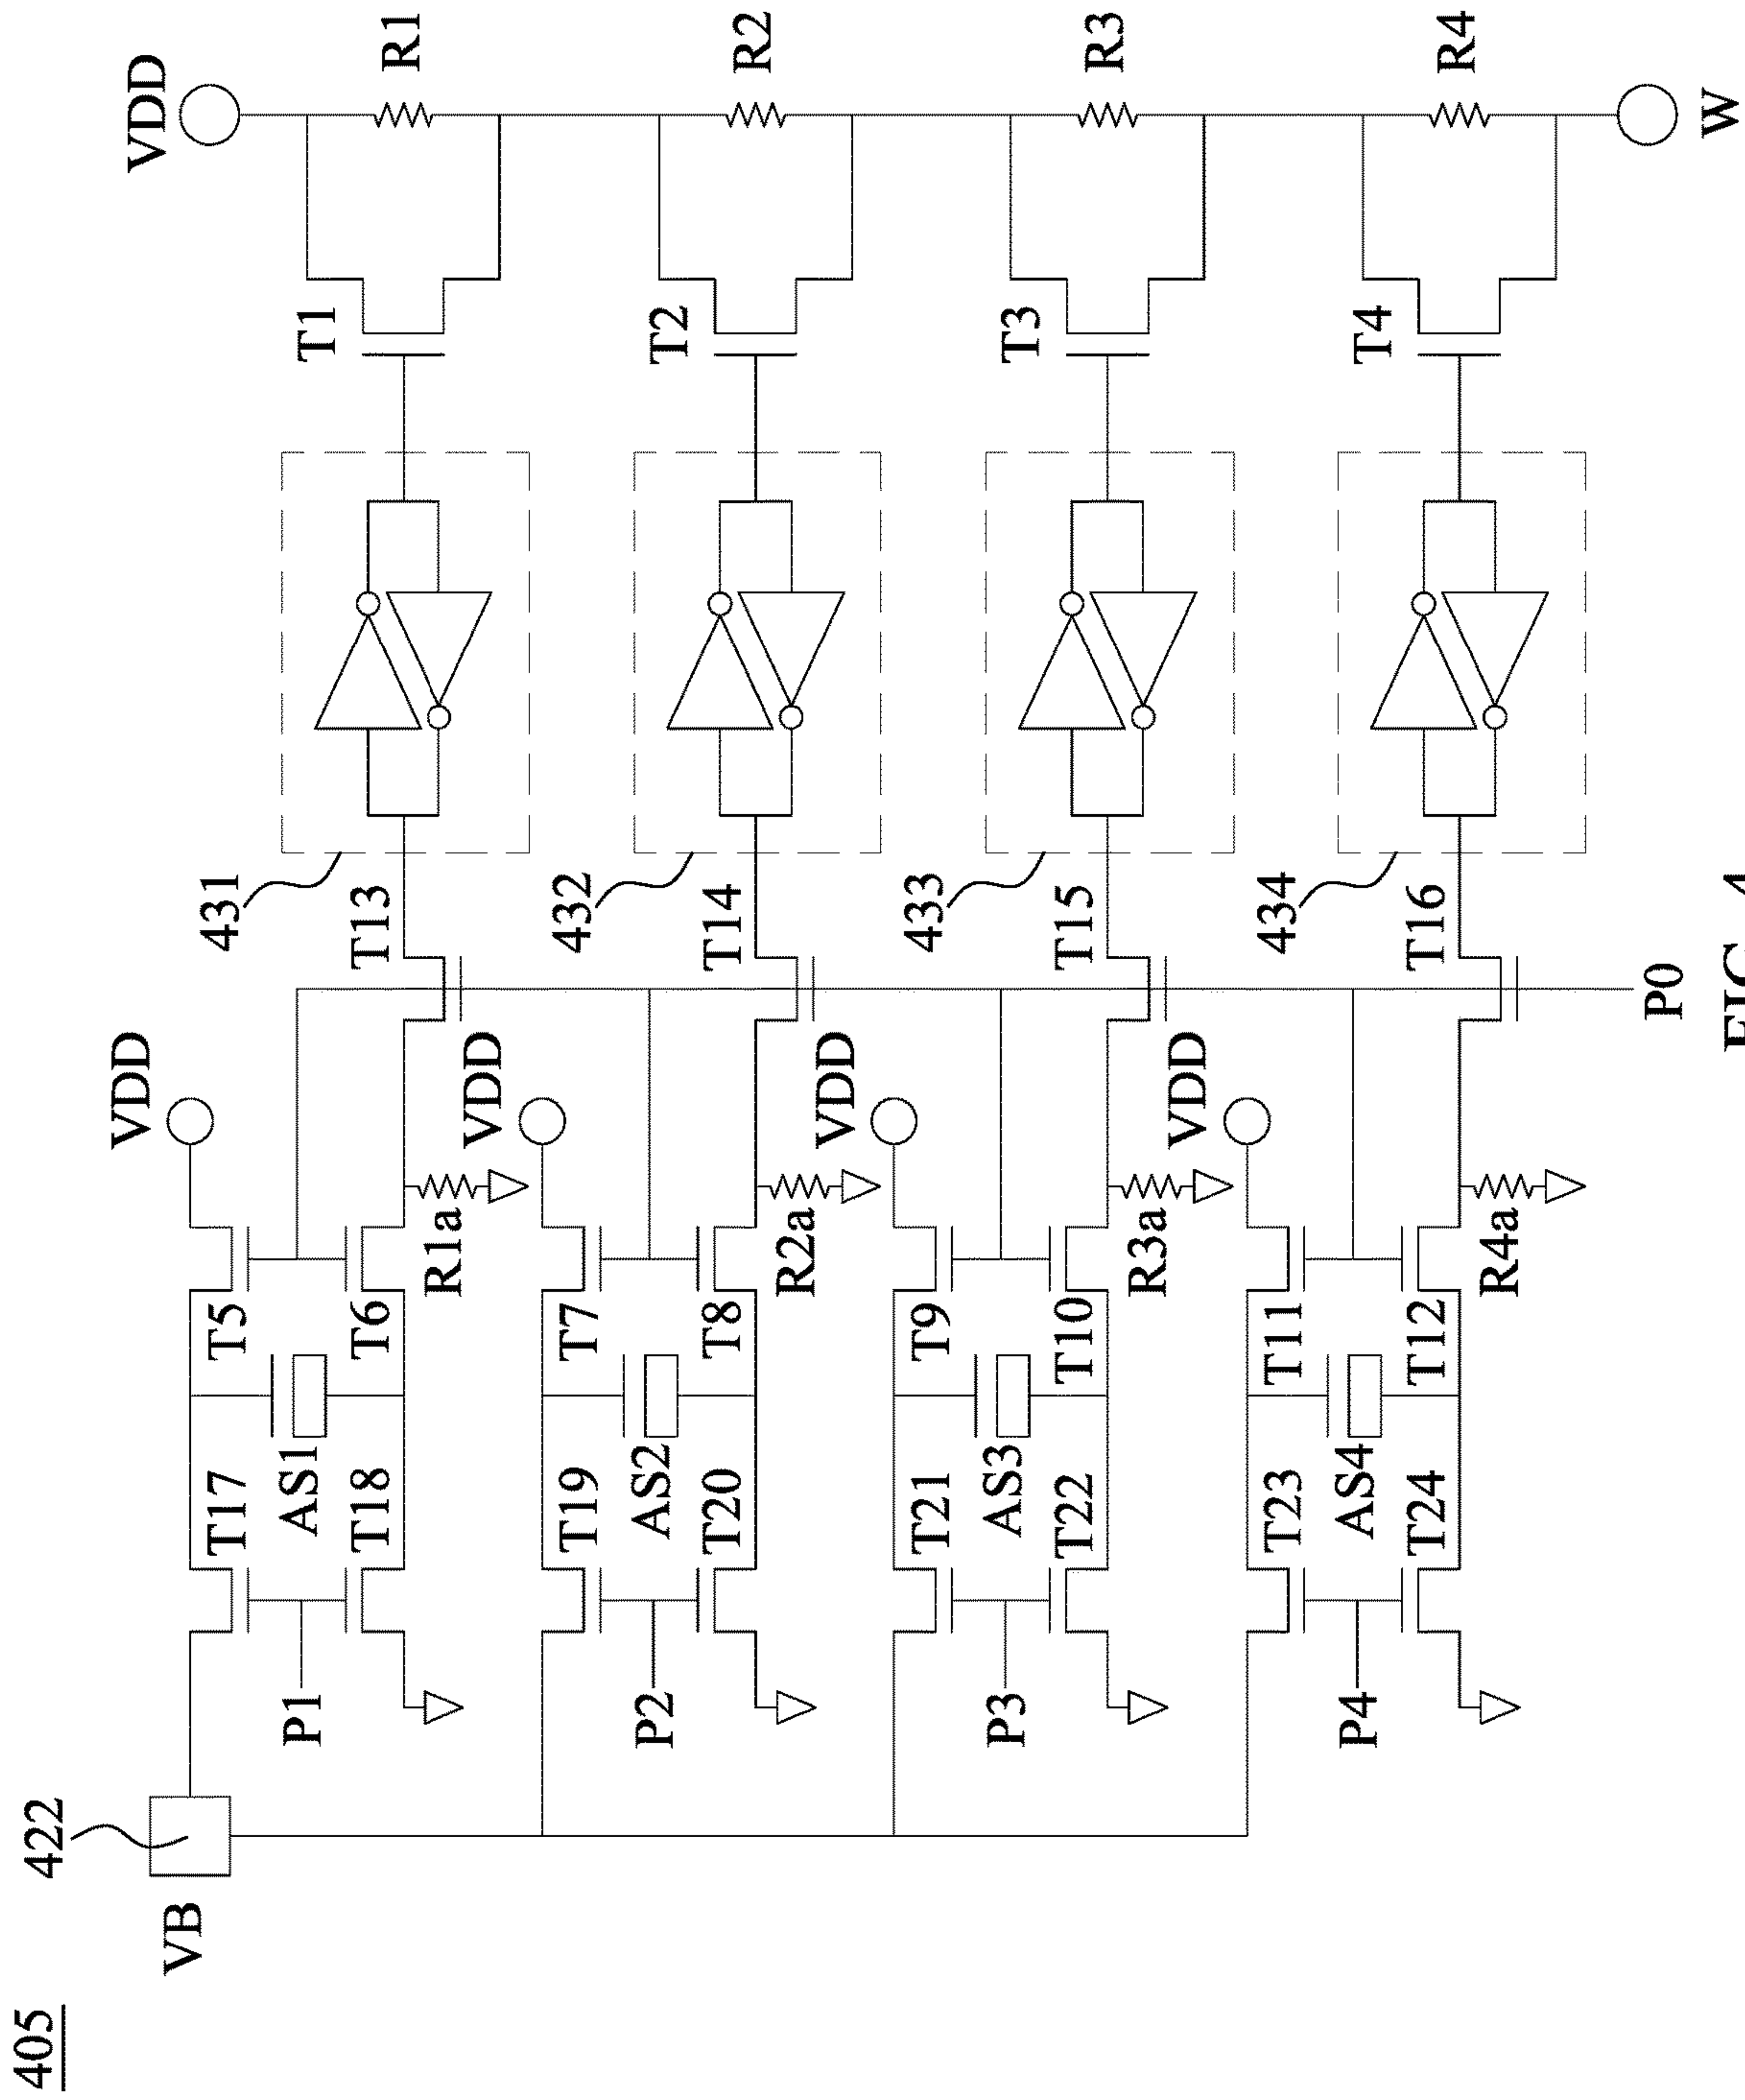 405
422
VB
VDD
VDD
T5
T17
P1
AS1
T18
T6
R1a
T13
431
T1
R1
VDD
T7
T19
P2
AS2
T20
T8
R2a
T14
432
T2
R2
VDD
T9
T21
P3
AS3
T22
T10
R3a
T15
433
T3
R3
VDD
T11
T23
P4
AS4
T24
T12
R4a
T16
434
T4
R4
P0
W